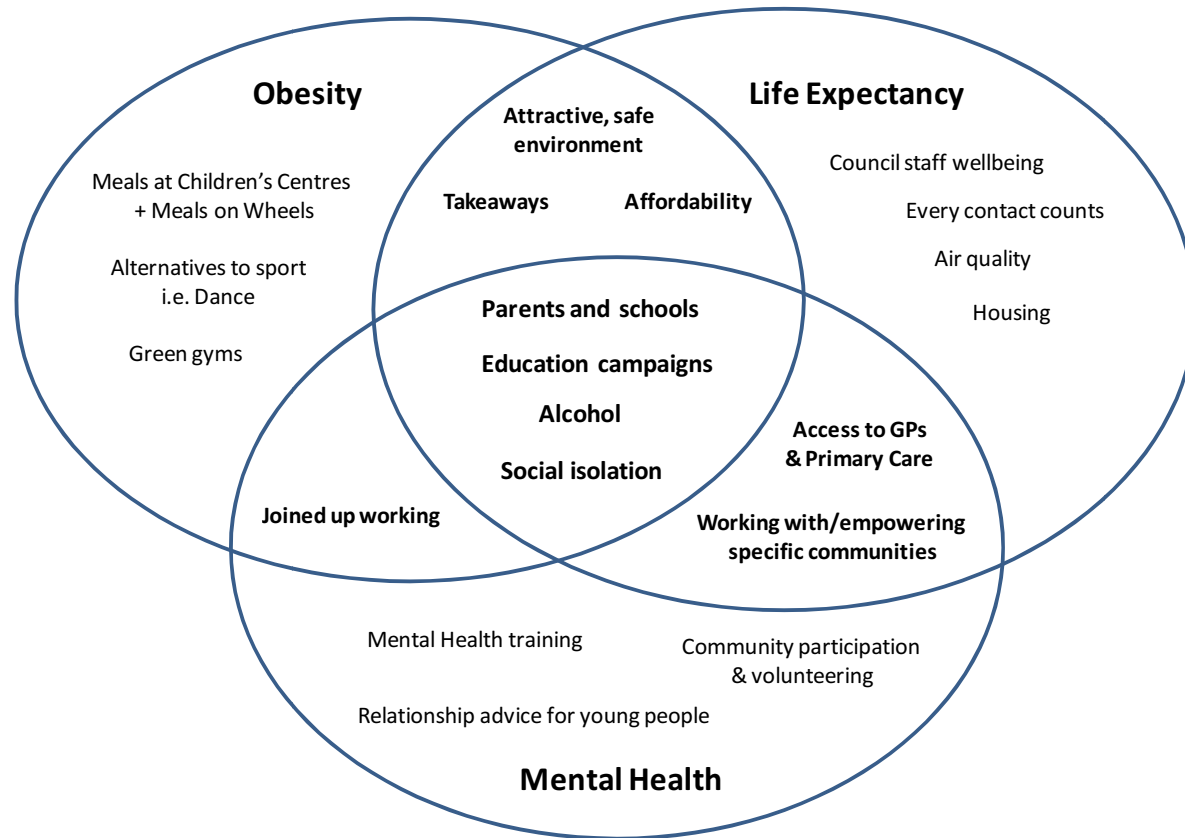 Obesity
Life Expectancy
Attractive, safe
environment
Takeaways
Affordability
Meals at Children’s Centres
+ Meals on Wheels
Alternatives to sport
i.e. Dance
Green gyms
Council staff wellbeing
Every contact counts
Air quality
Housing
Parents and schools
Education campaigns
Alcohol
Social isolation
Joined up working
Access to GPs
& Primary Care
Working with/empowering
specific communities
Mental Health training
Community participation
& volunteering
Relationship advice for young people
Mental Health